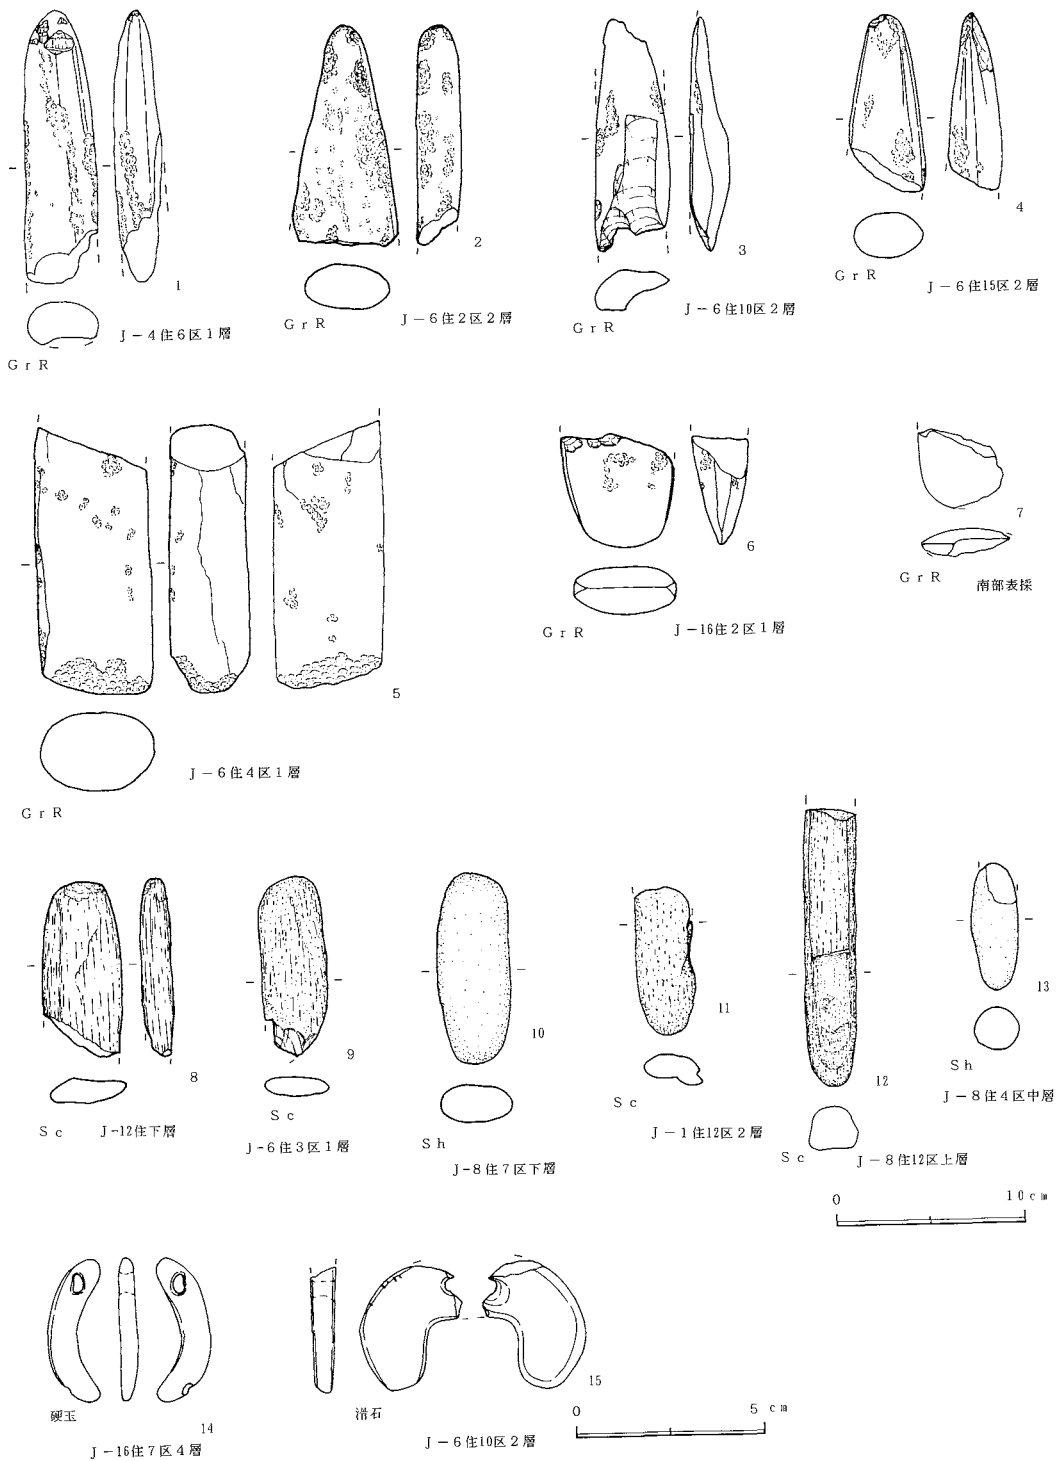 1
GrR
J-4住6区1層
2
GrR
J-6住2区2層
3
GrR
J-6住10区2層
4
GrR
J-6住15区2層
5
GrR
J-6住4区1層
6
GrR
J-16住2区1層
7
GrR
南部表採
8
Sc
J-12住下層
9
Sc
J-6住3区1層
10
Sh
J-8住7区下層
11
Sc
J-1住12区2層
12
Sc
J-8住12区上層
13
Sh
J-8住4区中層
0 10cm
硬玉
14
J-16住7区4層
滑石
15
J-6住10区2層
0 5 cm